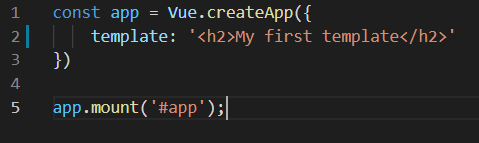 1 const app = Vue.createApp({
2     template: '<h2>My first template</h2>'
3 })
4
5 app.mount('#app');